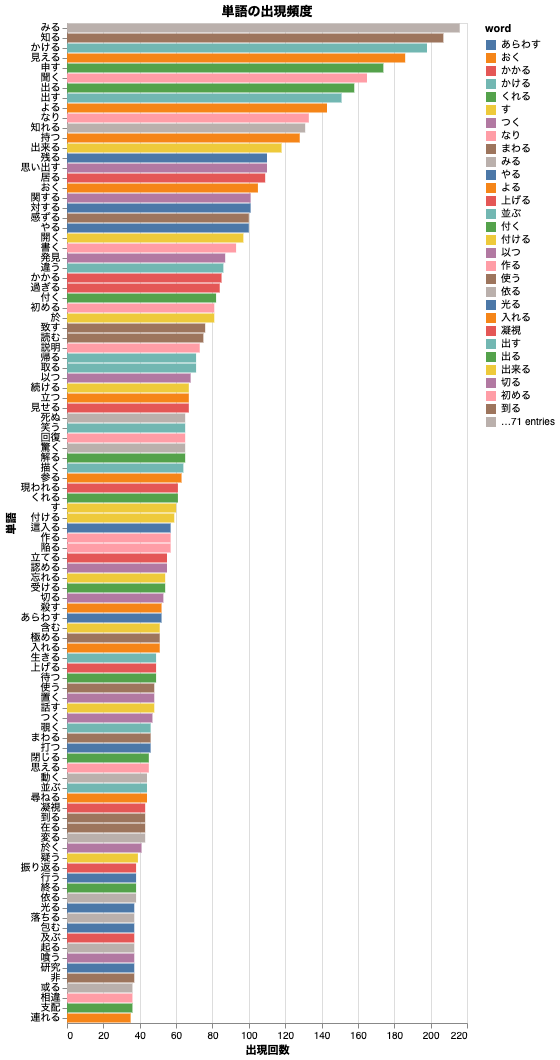 単語の出現頻度
みる
知る
かける
見える
申す
聞く
出る
出す
よる
なり
知れる
持つ
出来る
残る
思い出す
居る
おく
関する
対する
感ずる
やる
開く
書く
発見
違う
かかる
過ぎる
付く
初める
於
致す
読む
説明
帰る
取る
以つ
続ける
立つ
見せる
死ぬ
笑う
回復
驚く
解る
描く
参る
現われる
くれる
す
付ける
這入る
作る
陥る
立てる
認める
忘れる
受ける
切る
殺す
あらわす
含む
極める
入れる
生きる
上げる
待つ
使う
置く
話す
つく
覗く
まわる
打つ
閉じる
思える
動く
並ぶ
尋ねる
凝視
到る
在る
変る
於く
疑う
振り返る
行う
終る
依る
光る
落ちる
包む
及ぶ
起る
喰う
研究
非
或る
相違
支配
連れる
単語
0 20 40 60 80 100 120 140 160 180 200 220
出現回数
word
あらわす
おく
かかる
かける
くれる
す
つく
なり
まわる
みる
やる
よる
上げる
並ぶ
付く
付ける
以つ
作る
使う
依る
光る
入れる
凝視
出す
出る
出来る
切る
初める
到る
…71 entries